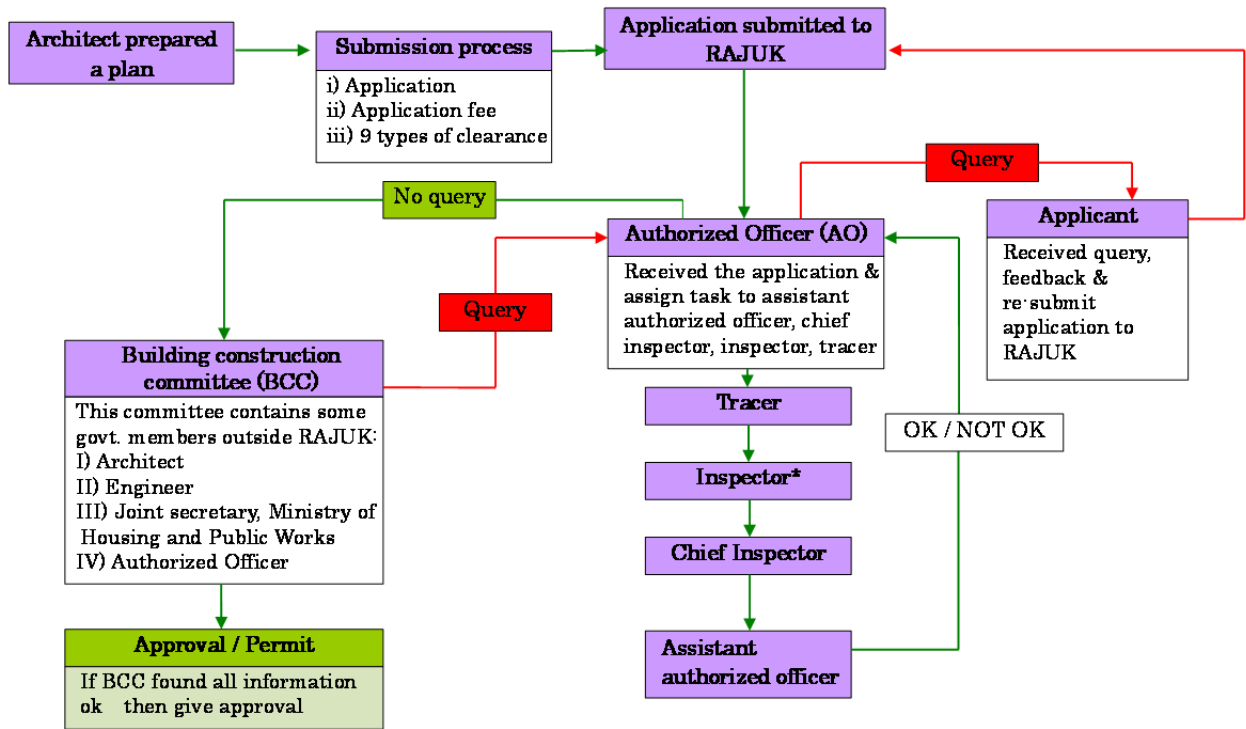 Architect prepared
a plan
Submission process
i) Application
ii) Application fee
iii) 9 types of clearance
Application submitted to
RAJUK
Query
No query
Applicant
Received query,
feedback &
re-submit
application to
RAJUK
Authorized Officer (AO)
Received the application &
assign task to assistant
authorized officer, chief
inspector, inspector, tracer
Query
Building construction
committee (BCC)
This committee contains some
govt. members outside RAJUK:
I) Architect
II) Engineer
III) Joint secretary, Ministry of
Housing and Public Works
IV) Authorized Officer
Tracer
OK / NOT OK
Inspector*
Chief Inspector
Assistant
authorized officer
Approval / Permit
If BCC found all information
ok then give approval